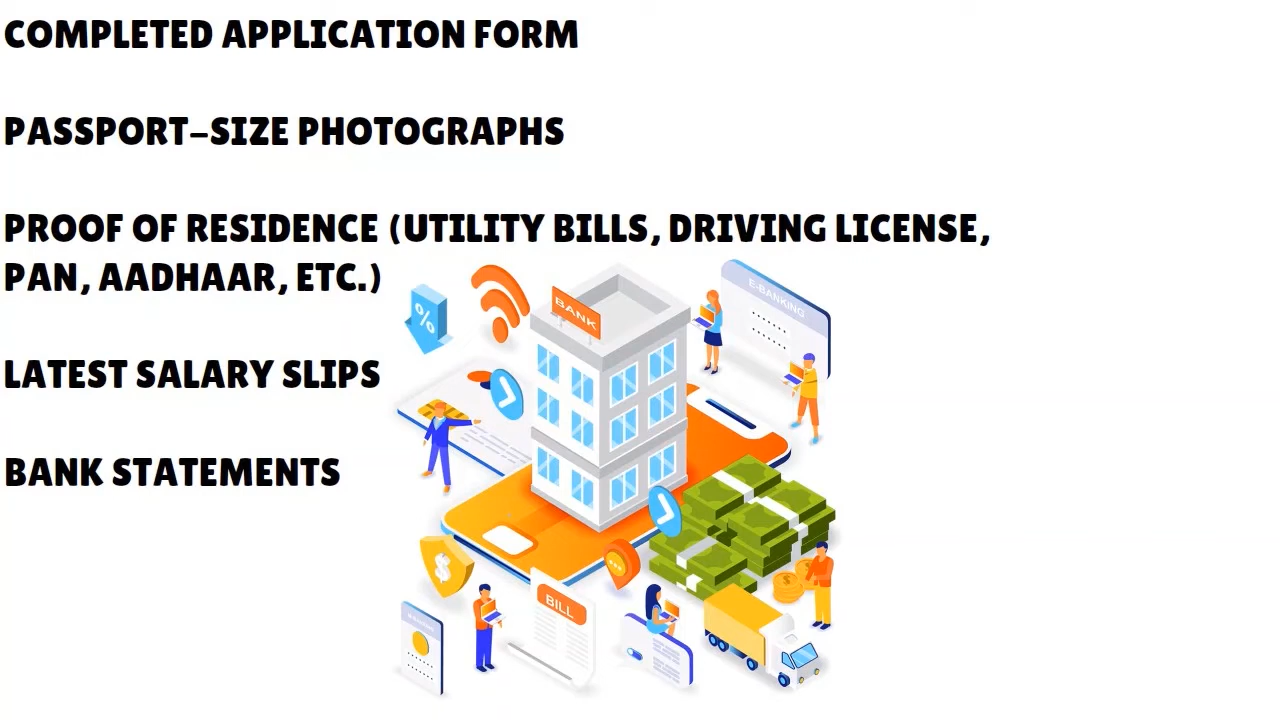 COMPLETED APPLICATION FORM
PASSPORT-SIZE PHOTOGRAPHS
PROOF OF RESIDENCE (UTILITY BILLS, DRIVING LICENSE,
PAN, AADHAAR, ETC.)
LATEST SALARY SLIPS
BANK STATEMENTS
%
BANK
E-BANKING
$
BILL